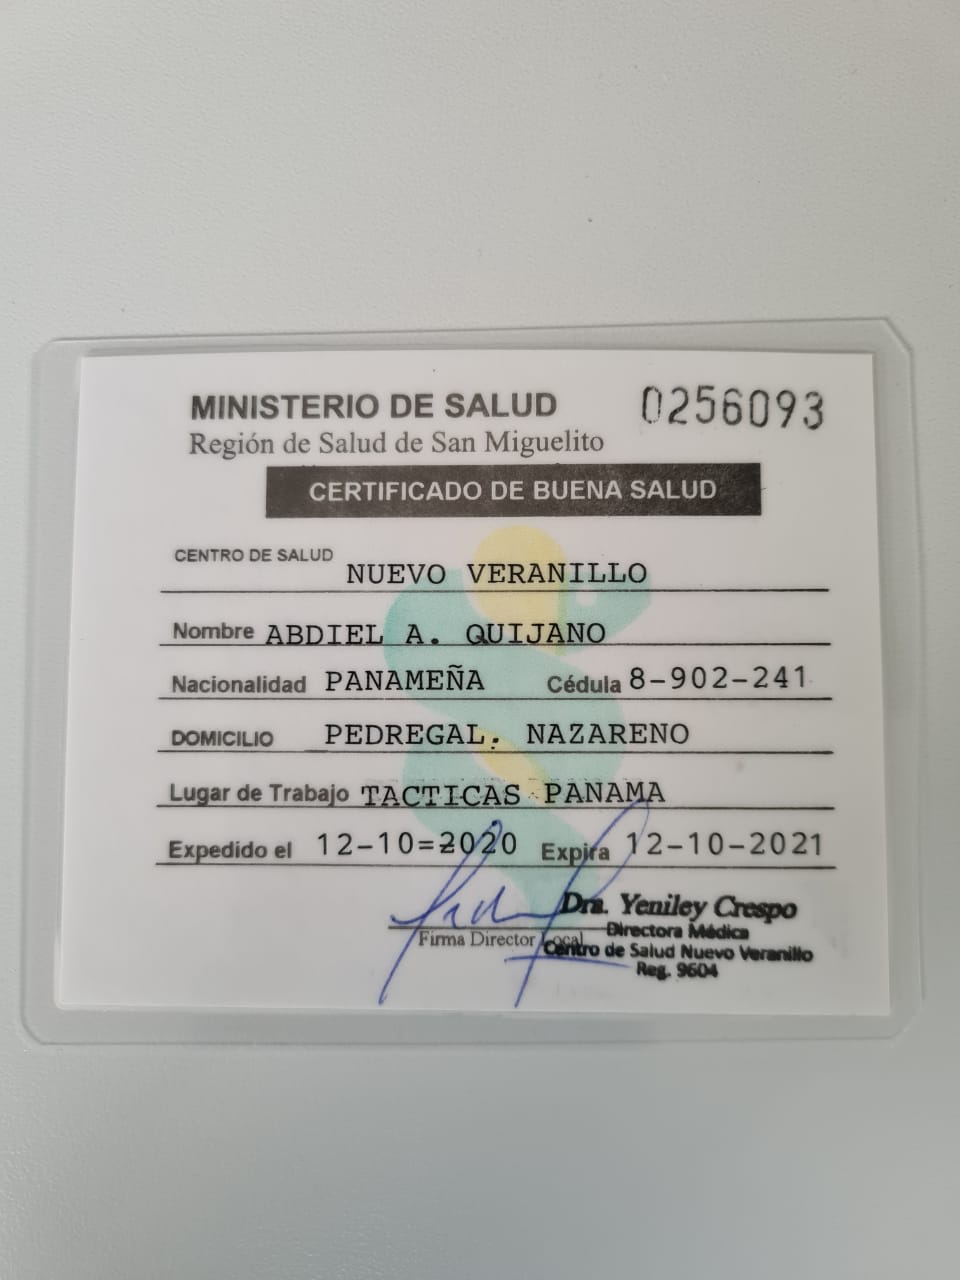 MINISTERIO DE SALUD
0256093
Región de Salud de San Miguelito
CERTIFICADO DE BUENA SALUD
CENTRO DE SALUD NUEVO VERANILLO
Nombre ABDIEL A. QUIJANO
Nacionalidad PANAMEÑA Cédula 8-902-241
DOMICILIO PEDREGAL. NAZARENO
Lugar de Trabajo TACTICAS PANAMA
Expedido el 12-10=2020 Expira 12-10-2021
Firma Director Local
Dra. Yeniley Crespo
Directora Médica
Centro de Salud Nuevo Veranillo
Reg. 9604